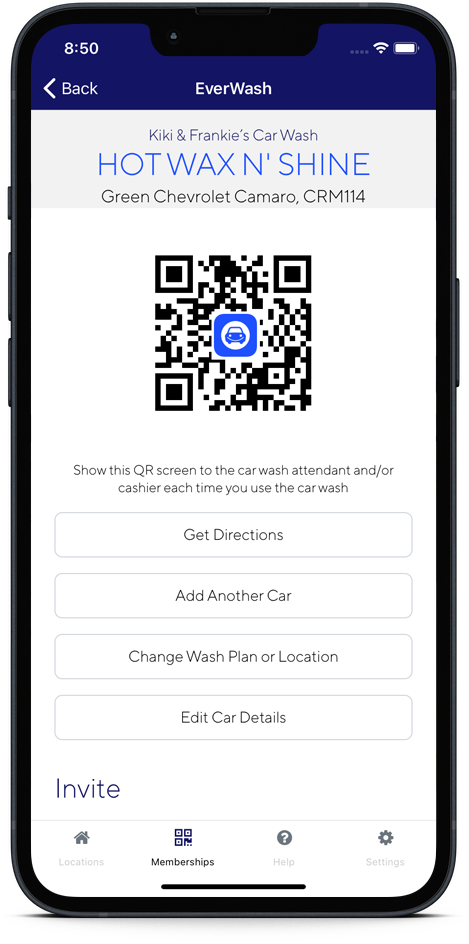 8:50
Back
EverWash
Kiki & Frankie's Car Wash
HOT WAX N' SHINE
Green Chevrolet Camaro, CRM114
Show this QR screen to the car wash attendant and/or
cashier each time you use the car wash
Get Directions
Add Another Car
Change Wash Plan or Location
Edit Car Details
Invite
Locations
Memberships
Help
Settings